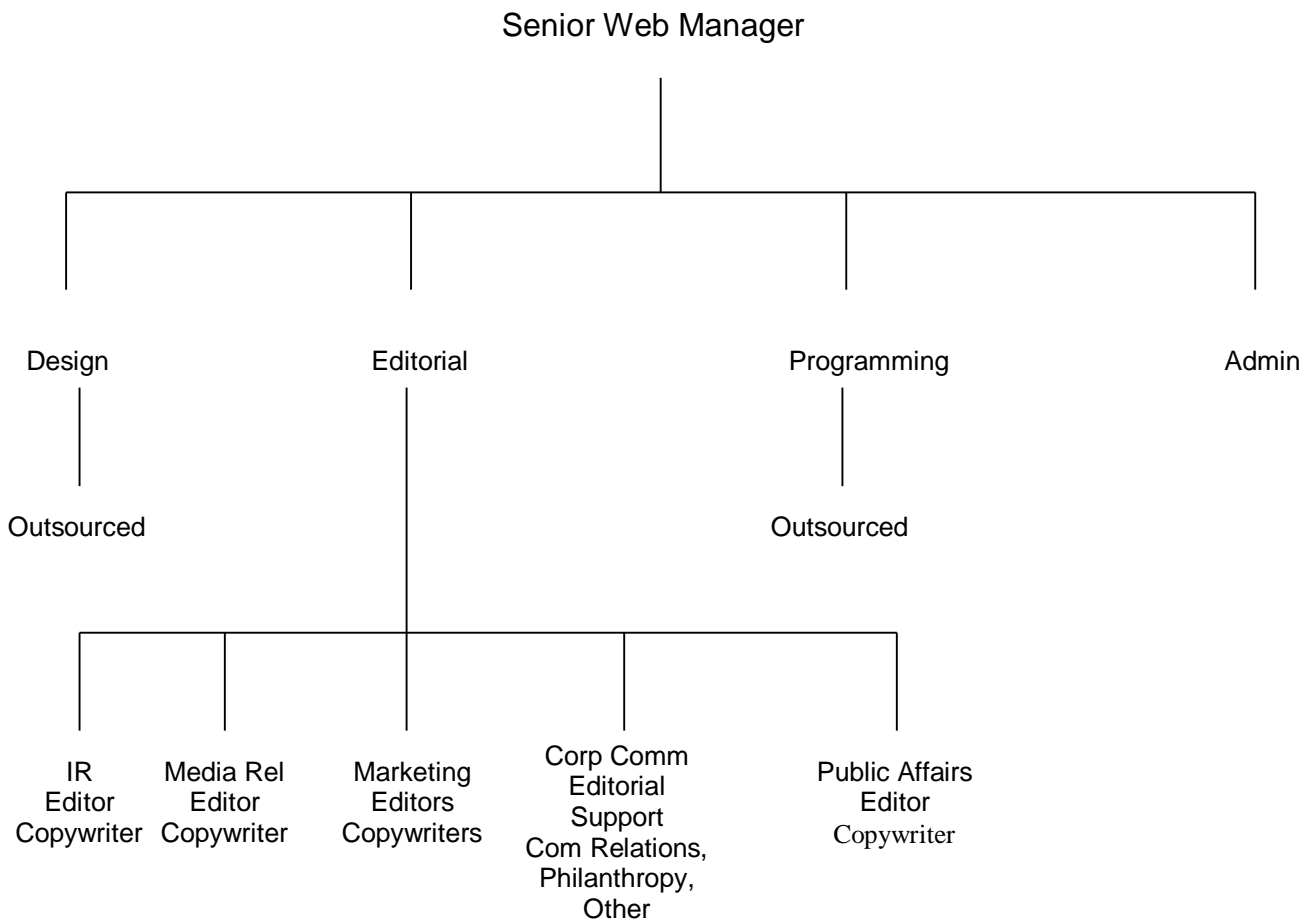 Senior Web Manager
Design
Editorial
Programming
Admin
Outsourced
Outsourced
IR
Editor
Copywriter
Media Rel
Editor
Copywriter
Marketing
Editors
Copywriters
Corp Comm
Editorial
Support
Com Relations,
Philanthropy,
Other
Public Affairs
Editor
Copywriter